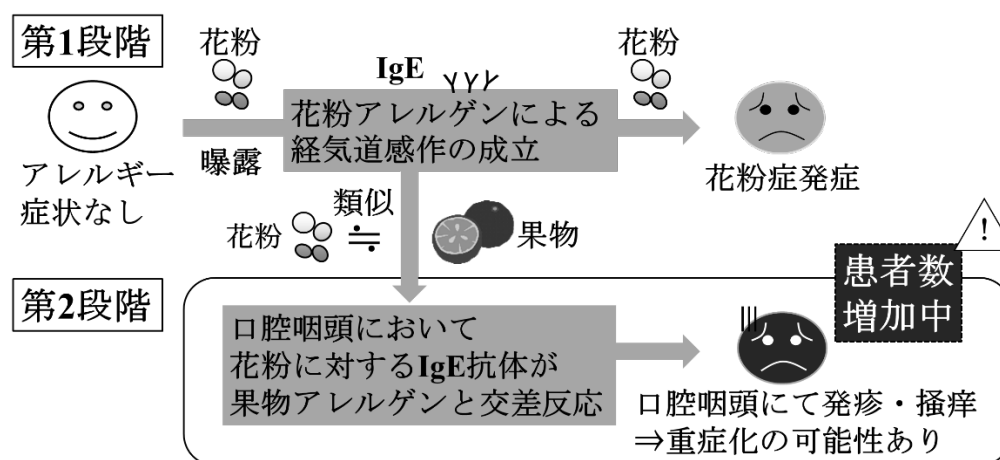 第1段階
アレルギー
症状なし
花粉
曝露
IgE
花粉アレルゲンによる
経気道感作の成立
花粉
花粉症発症
類似
花粉
≒
果物
第2段階
口腔咽頭において
花粉に対するIgE抗体が
果物アレルゲンと交差反応
!
患者数
増加中
口腔咽頭にて発疹・掻痒
⇒重症化の可能性あり